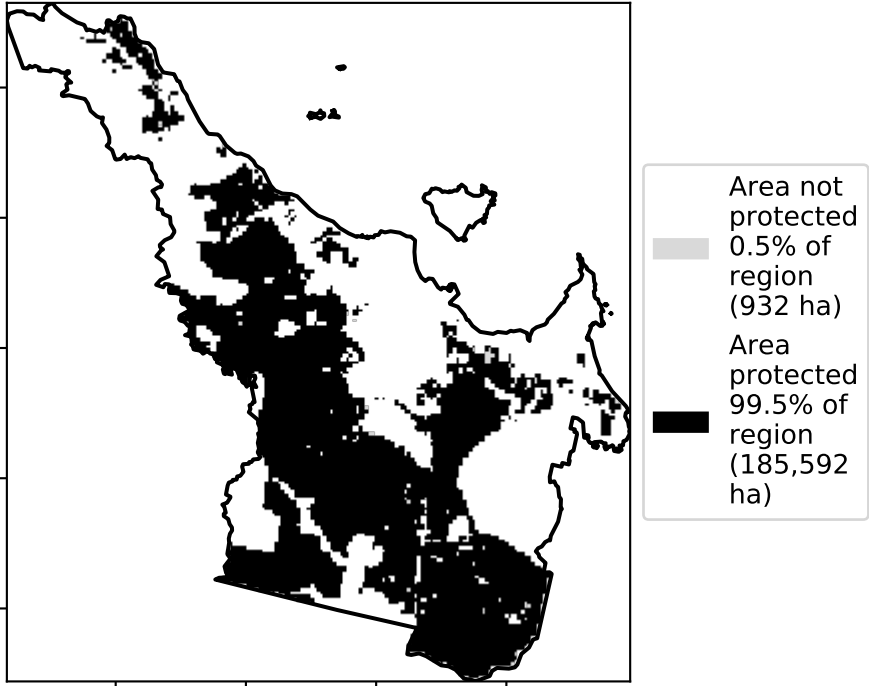 Area not
protected
0.5% of
region
(932 ha)
Area
protected
99.5% of
region
(185,592
ha)